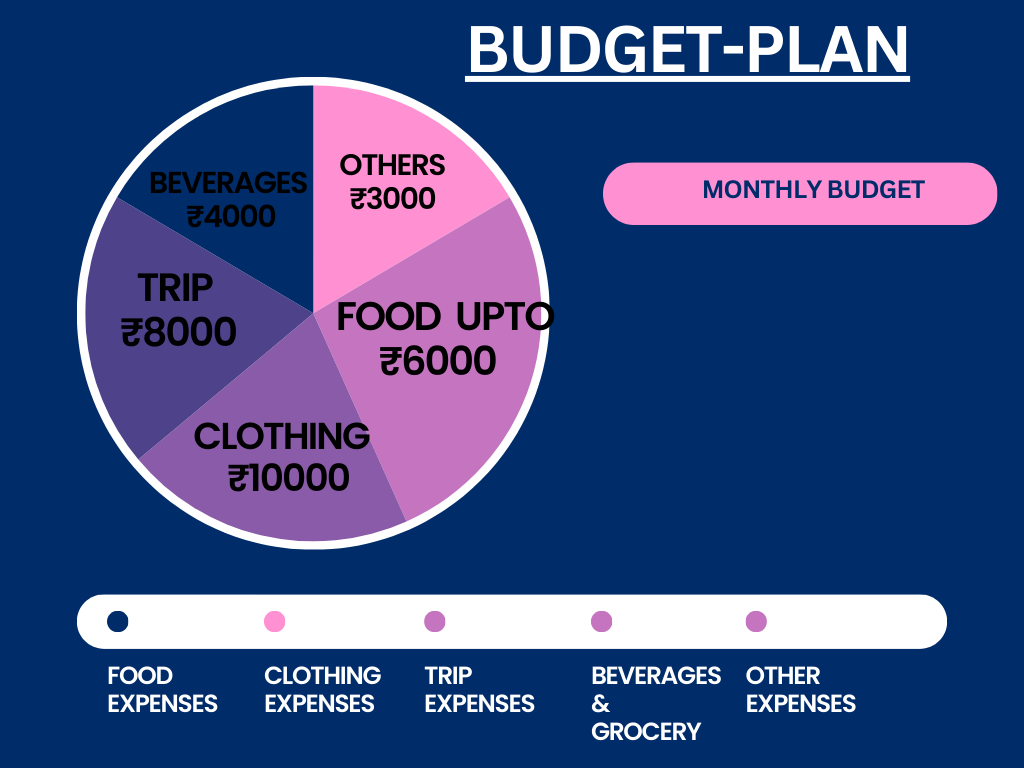 BUDGET-PLAN
MONTHLY BUDGET
BEVERAGES
₹4000
OTHERS
₹3000
TRIP
₹8000
FOOD UPTO
₹6000
CLOTHING
₹10000
FOOD
EXPENSES
CLOTHING
EXPENSES
TRIP
EXPENSES
BEVERAGES
&
GROCERY
OTHER
EXPENSES